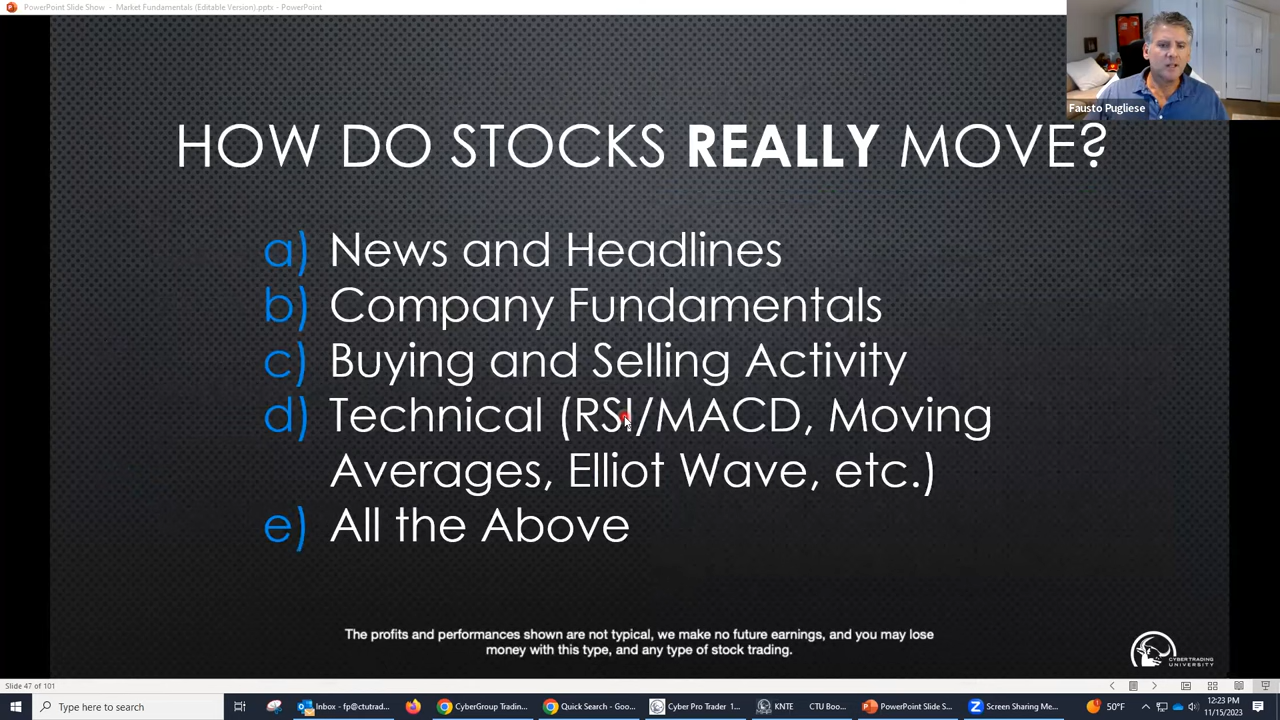 PowerPoint Slide Show - Market Fundamentals (Editable Version).pptx - PowerPoint
Fausto Pugliese
HOW DO STOCKS REALLY MOVE?
a) News and Headlines
b) Company Fundamentals
c) Buying and Selling Activity
d) Technical (RSI/MACD, Moving
Averages, Elliot Wave, etc.)
e) All the Above
The profits and performances shown are not typical, we make no future earnings, and you may lose
money with this type, and any type of stock trading.
CYBER TRADING
UNIVERSITY
Slide 47 of 101
Type here to search
Inbox - fp@ctutrad...
CyberGroup Tradin...
Quick Search - Goo...
Cyber Pro Trader 1...
KNTE
CTU Boo...
PowerPoint Slide S...
Screen Sharing Me...
50°F
12:23 PM
11/15/2023